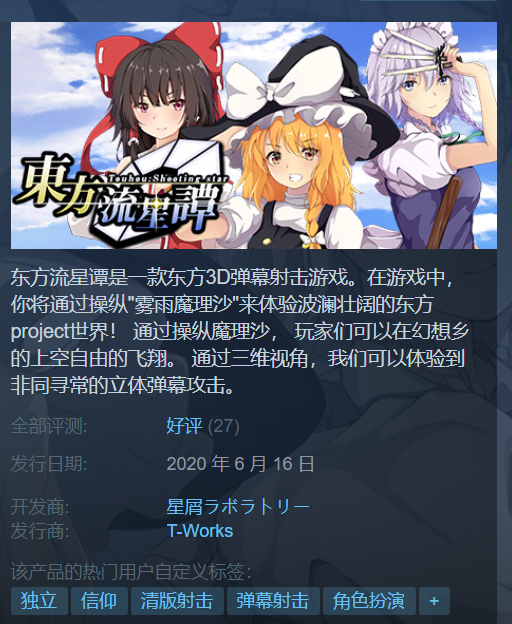 東方流星譚
Touhou:Shooting star
东方流星谭是一款东方3D弹幕射击游戏。在游戏中，
你将通过操纵"雾雨魔理沙"来体验波澜壮阔的东方
project世界！ 通过操纵魔理沙， 玩家们可以在幻想乡
的上空自由的飞翔。 通过三维视角，我们可以体验到
非同寻常的立体弹幕攻击。
全部评测: 好评 (27)
发行日期: 2020 年 6 月 16 日
开发商: 星屑ラボラトリー
发行商: T-Works
该产品的热门用户自定义标签：
独立 信仰 清版射击 弹幕射击 角色扮演 +